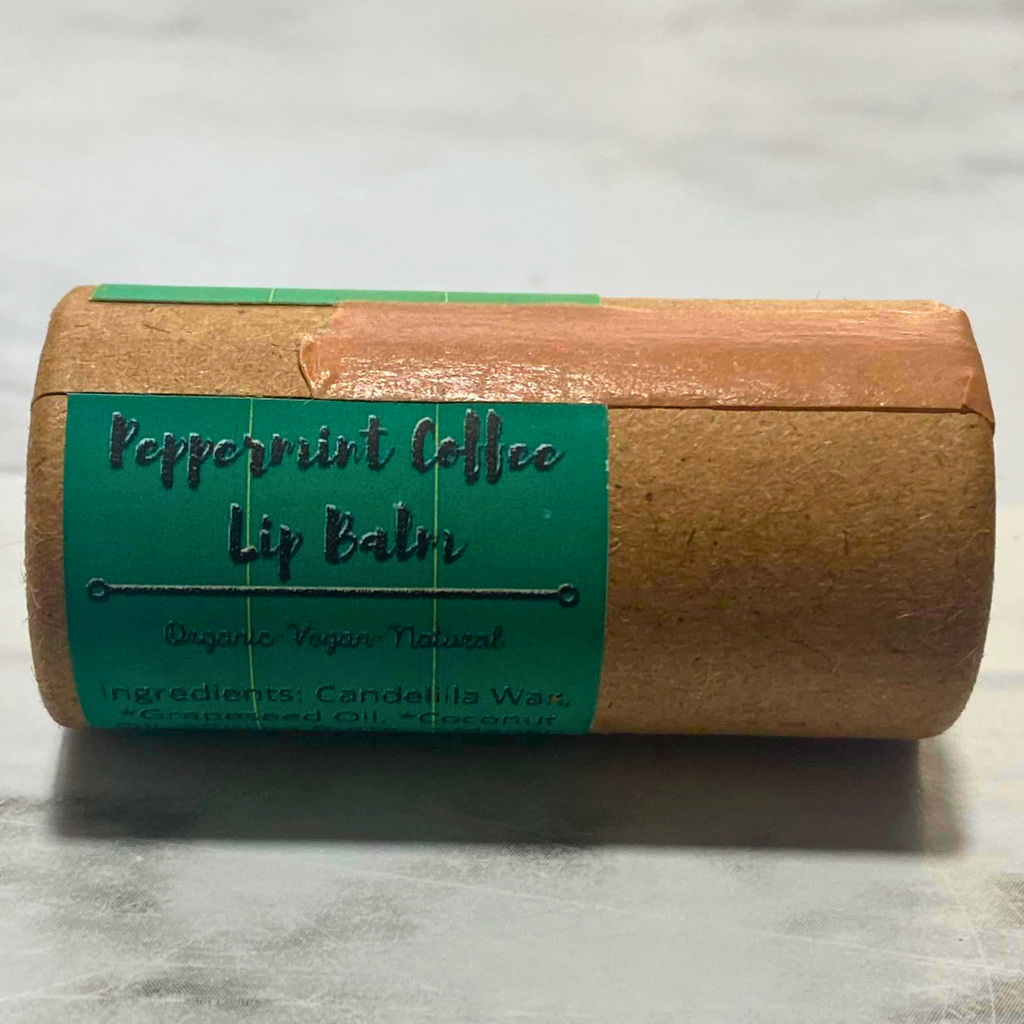 Peppermint Coffee
Lip Balm
Organic Vegan Natural
Ingredients: Candelilla Wax,
*Grapeseed Oil, *Coconut